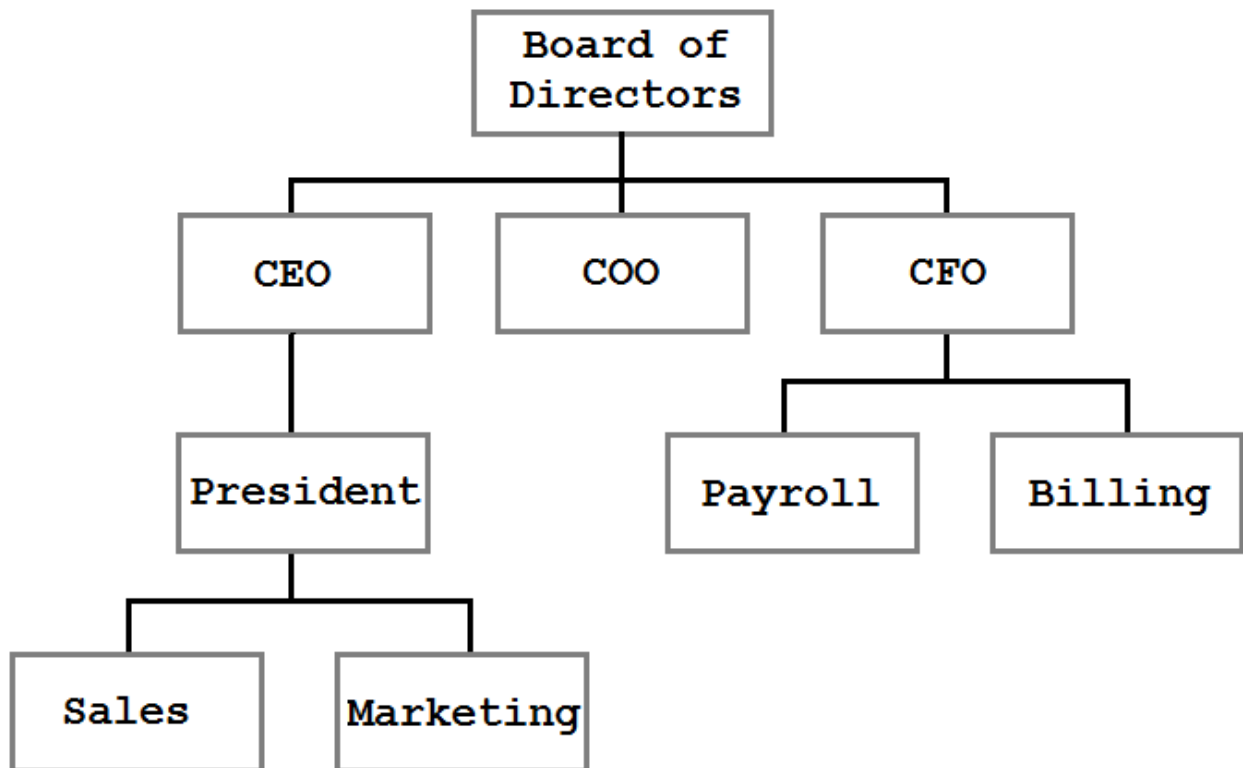 Board of
Directors
CEO
COO
CFO
President
Payroll
Billing
Sales
Marketing